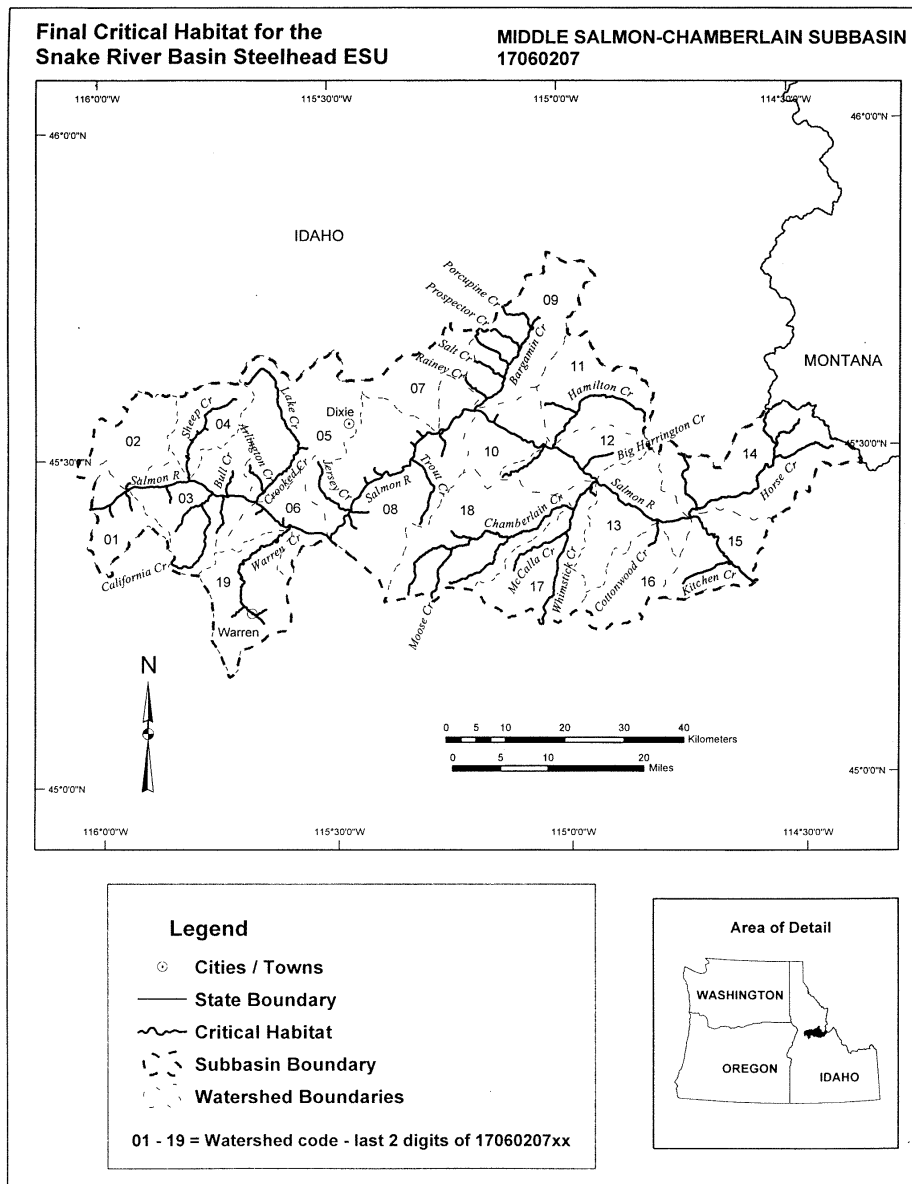 Final Critical Habitat for the
Snake River Basin Steelhead ESU
MIDDLE SALMON-CHAMBERLAIN SUBBASIN
17060207
116°0'0"W
115°30'0"W
115°0'0"W
114°30'0"W
46°0'0"N
46°0'0"N
IDAHO
MONTANA
Porcupine Cr
09
Prospector Cr
Salt Cr
Rainey Cr
Bargamin Cr
11
Hamilton Cr
07
Lake Cr
Dixie
05
Sheep Cr
04
02
Arlington Cr
Bull Cr
Crooked Cr
12
Big Harrington Cr
10
14
45°30'0"N
45°30'0"N
Salmon R
03
Jersey Cr
Salmon R
Trout Cr
Horse Cr
Salmon R
06
08
18
Chamberlain Cr
13
01
Warren Cr
15
California Cr
19
McCalla Cr
17
Whimstick Cr
Cottonwood Cr
16
Kitchen Cr
Moose Cr
Warren
N
0 5 10 20 30 40
Kilometers
0 5 10 20
Miles
45°0'0"N
45°0'0"N
116°0'0"W
115°30'0"W
115°0'0"W
114°30'0"W
Legend
Cities / Towns
State Boundary
Critical Habitat
Subbasin Boundary
Watershed Boundaries
01 - 19 = Watershed code - last 2 digits of 17060207xx
Area of Detail
WASHINGTON
OREGON
IDAHO